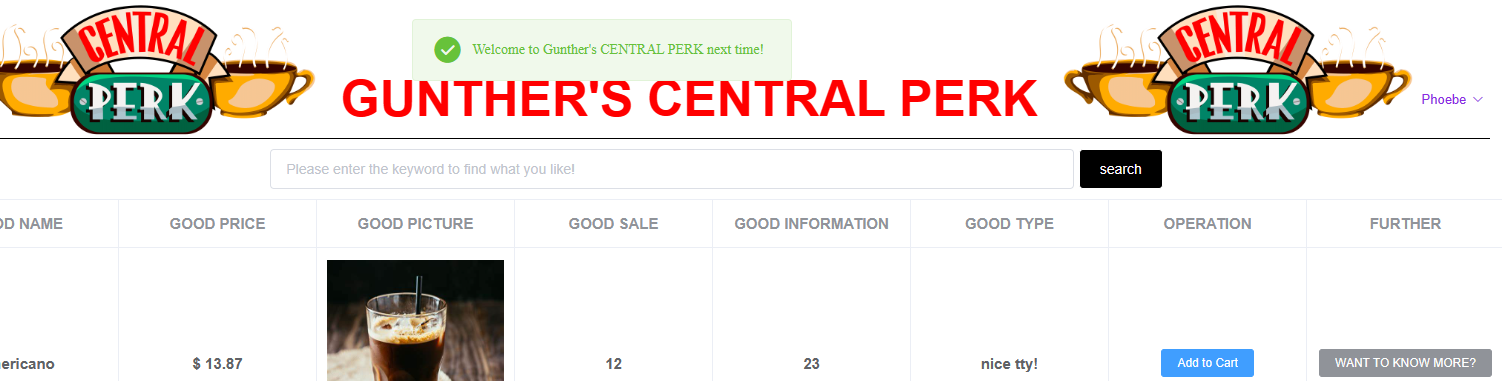 CENTRAL
PERK
Welcome to Gunther's CENTRAL PERK next time!
GUNTHER'S CENTRAL PERK
CENTRAL
PERK
Phoebe
Please enter the keyword to find what you like!
search
OD NAME GOOD PRICE GOOD PICTURE GOOD SALE GOOD INFORMATION GOOD TYPE OPERATION FURTHER
ericano $ 13.87 12 23 nice tty! Add to Cart WANT TO KNOW MORE?